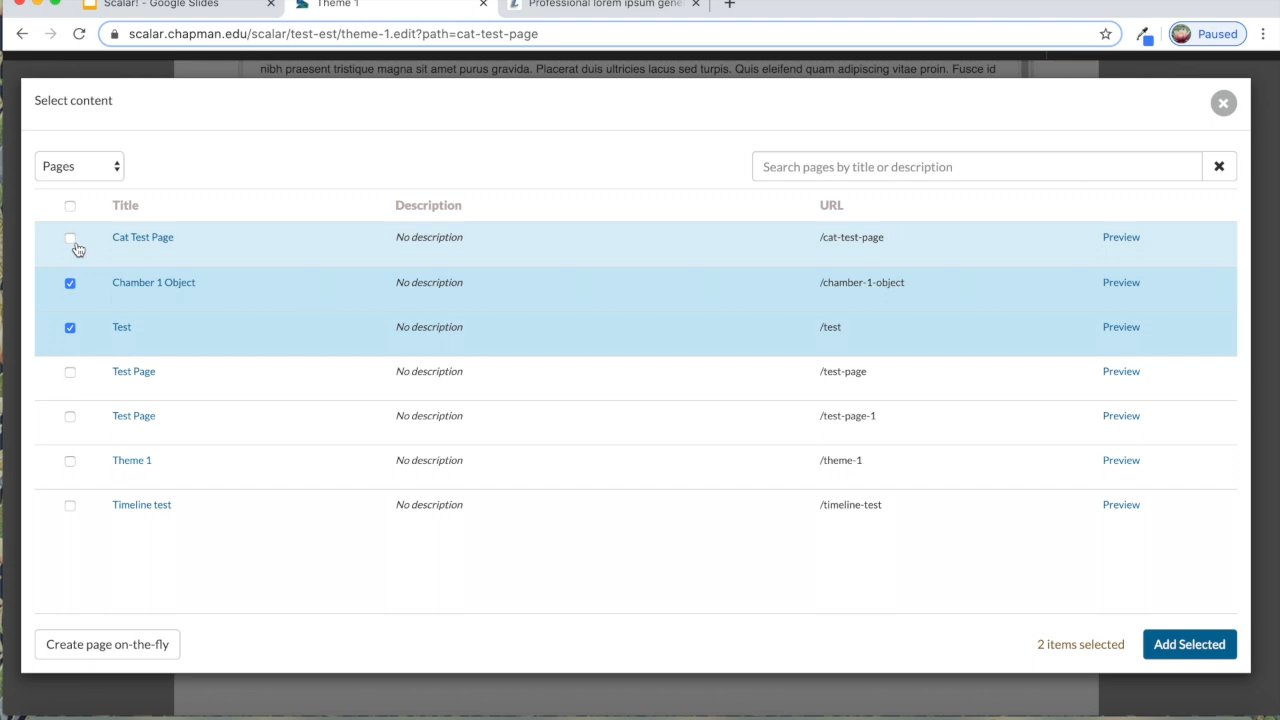 Scalar! - Google Slides
Theme 1
Professional lorem ipsum gene
scalar.chapman.edu/scalar/test-est/theme-1.edit?path=cat-test-page
Paused
nibh praesent tristique magna sit amet purus gravida. Placerat duis ultricies lacus sed turpis. Quis eleifend quam adipiscing vitae proin. Fusce id
Select content
Pages
Search pages by title or description
Title Description URL
Cat Test Page No description /cat-test-page Preview
Chamber 1 Object No description /chamber-1-object Preview
Test No description /test Preview
Test Page No description /test-page Preview
Test Page No description /test-page-1 Preview
Theme 1 No description /theme-1 Preview
Timeline test No description /timeline-test Preview
Create page on-the-fly
2 items selected
Add Selected